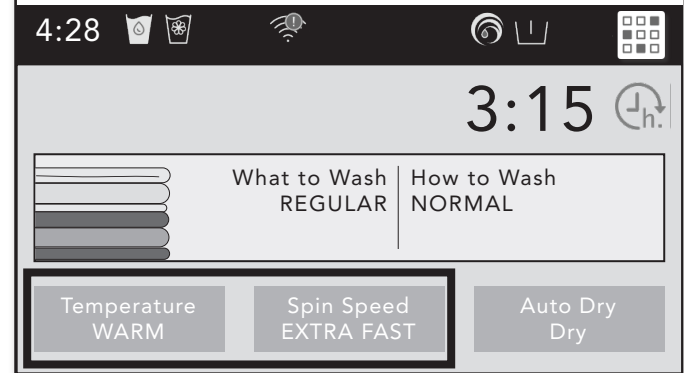 4:28
3:15 h.
What to Wash How to Wash
REGULAR NORMAL
Temperature Spin Speed Auto Dry
WARM EXTRA FAST Dry